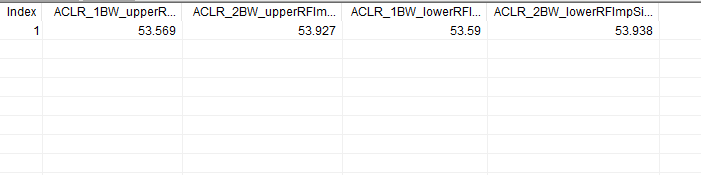 Index ACLR_1BW_upperR... ACLR_2BW_upperRFIm... ACLR_1BW_lowerRFI... ACLR_2BW_lowerRFImpSi...
1 53.569 53.927 53.59 53.938